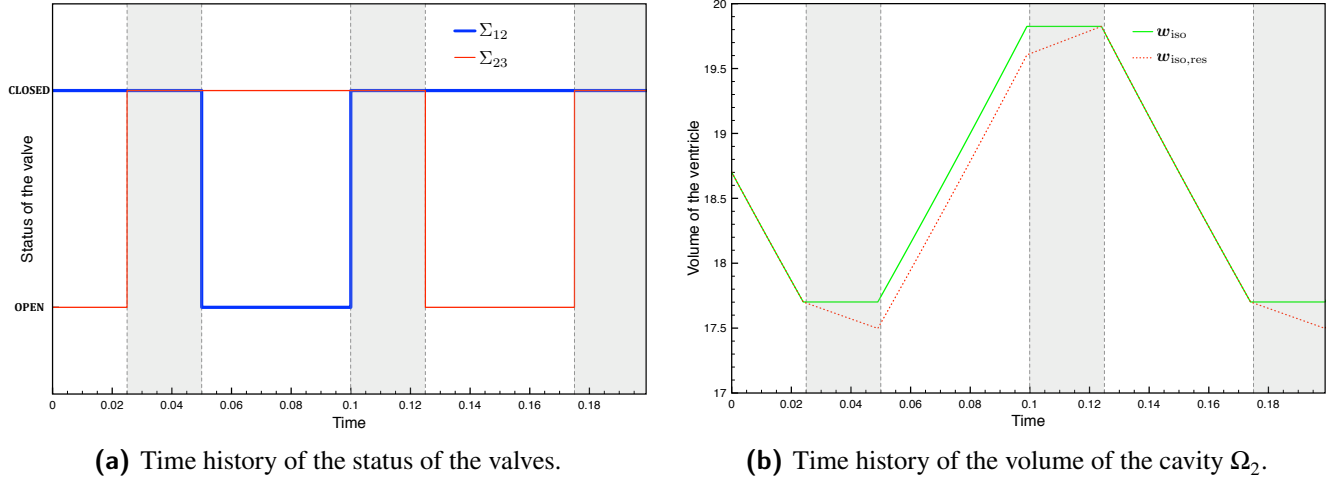 Σ12
Σ23
CLOSED
OPEN
Status of the valve
0 0.02 0.04 0.06 0.08 0.1 0.12 0.14 0.16 0.18
Time
(a) Time history of the status of the valves.
20
19.5
19
18.5
18
17.5
17
Volume of the ventricle
w iso
w iso,res
0 0.02 0.04 0.06 0.08 0.1 0.12 0.14 0.16 0.18
Time
(b) Time history of the volume of the cavity Ω2.